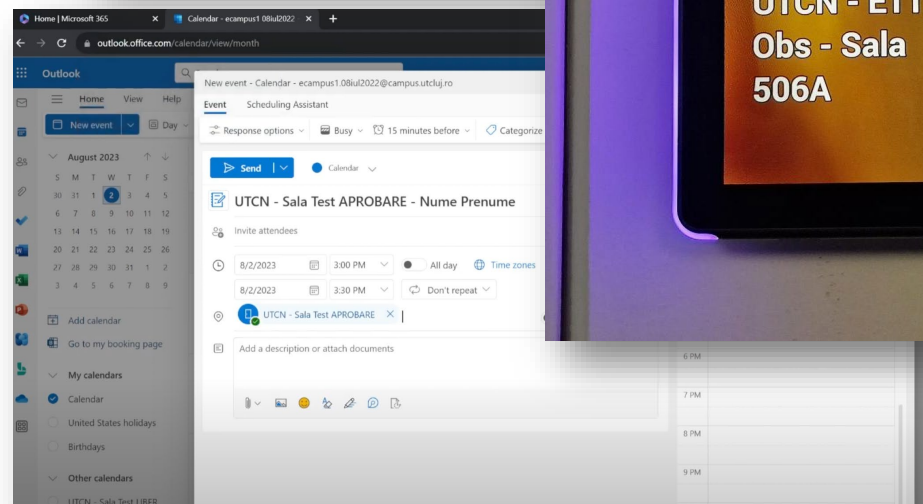 Home | Microsoft 365
Calendar - ecampus1 08iul2022
outlook.office.com/calendar/view/month
Outlook
Home View Help
New event Day
August 2023
S M T W T F S
30 31 1 2 3 4 5
6 7 8 9 10 11 12
13 14 15 16 17 18 19
20 21 22 23 24 25 26
27 28 29 30 31 1 2
3 4 5 6 7 8 9
Add calendar
Go to my booking page
My calendars
Calendar
United States holidays
Birthdays
Other calendars
UTCN - Sala Test LIBER
New event - Calendar - ecampus1.08iul2022@campus.utcluj.ro
Event Scheduling Assistant
Response options Busy 15 minutes before Categorize
Send Calendar
UTCN - Sala Test APROBARE - Nume Prenume
Invite attendees
8/2/2023 3:00 PM All day Time zones
8/2/2023 3:30 PM Don't repeat
UTCN - Sala Test APROBARE
Add a description or attach documents
6 PM
7 PM
8 PM
9 PM
Obs - Sala
506A